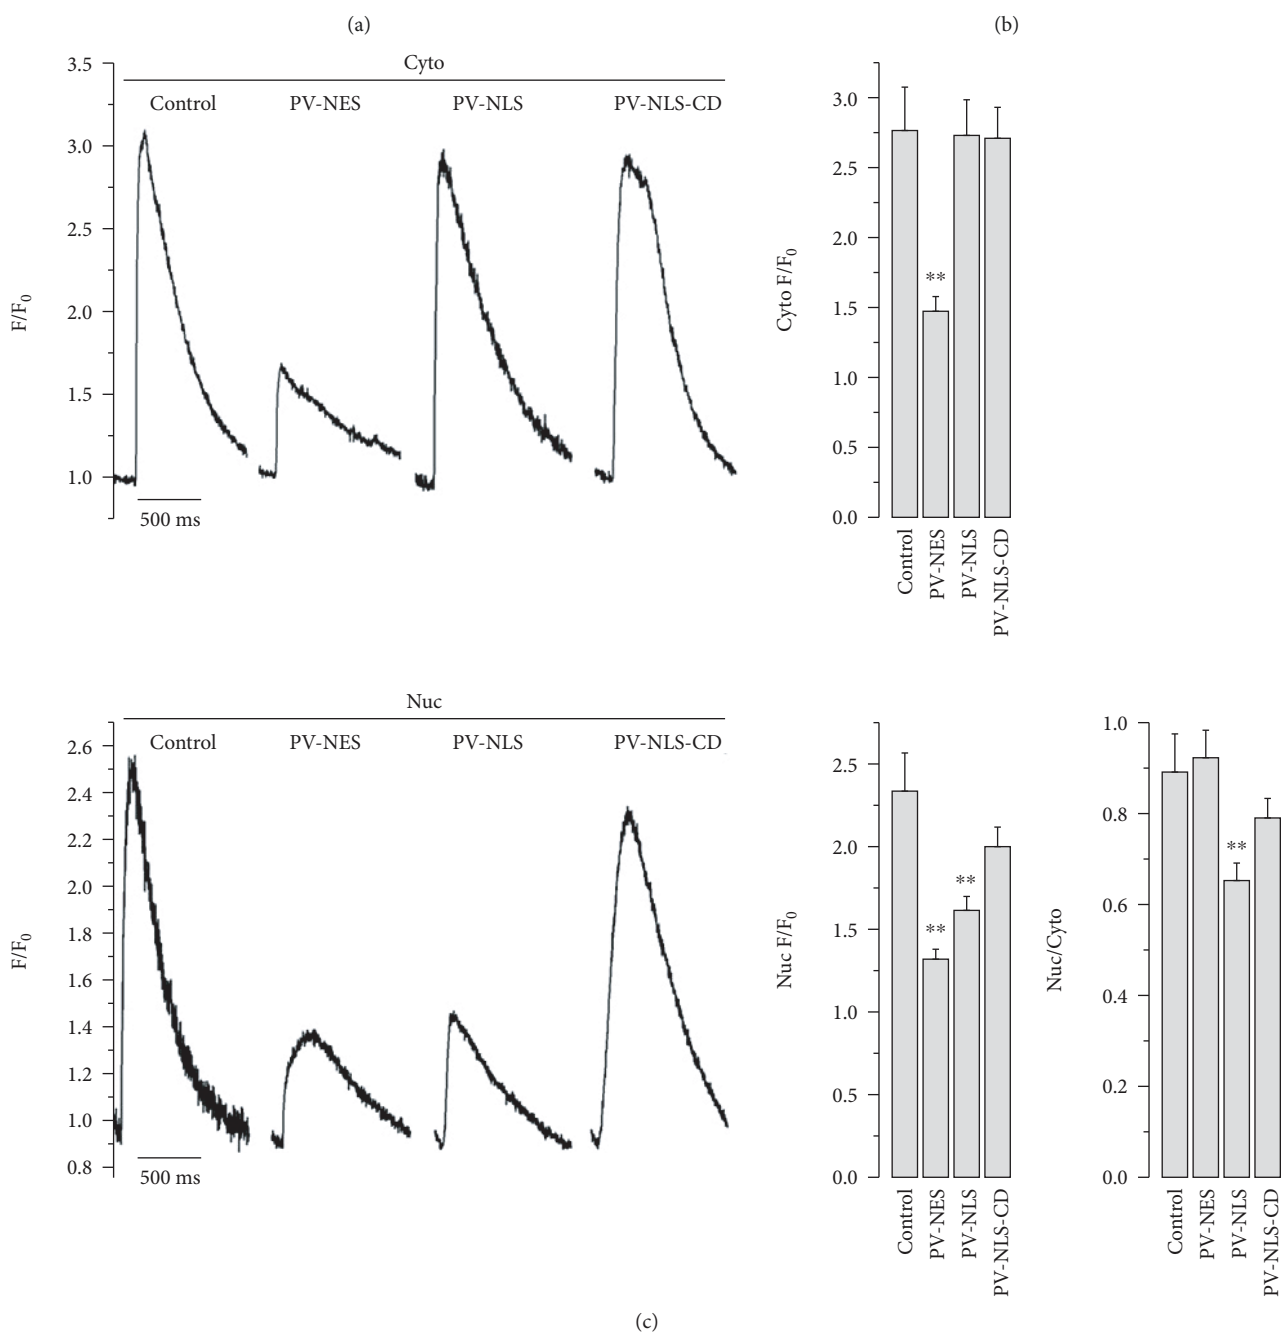 (a)
(b)
Cyto
Control PV-NES PV-NLS PV-NLS-CD
F/F0
3.5
3.0
2.5
2.0
1.5
1.0
500 ms
Cyto F/F0
3.0
2.5
2.0
1.5
1.0
0.5
0.0
**
Control
PV-NES
PV-NLS
PV-NLS-CD
Nuc
Control PV-NES PV-NLS PV-NLS-CD
F/F0
2.6
2.4
2.2
2.0
1.8
1.6
1.4
1.2
1.0
0.8
500 ms
Nuc F/F0
2.5
2.0
1.5
1.0
0.5
0.0
**
**
Control
PV-NES
PV-NLS
PV-NLS-CD
Nuc/Cyto
1.0
0.8
0.6
0.4
0.2
0.0
**
Control
PV-NES
PV-NLS
PV-NLS-CD
(c)